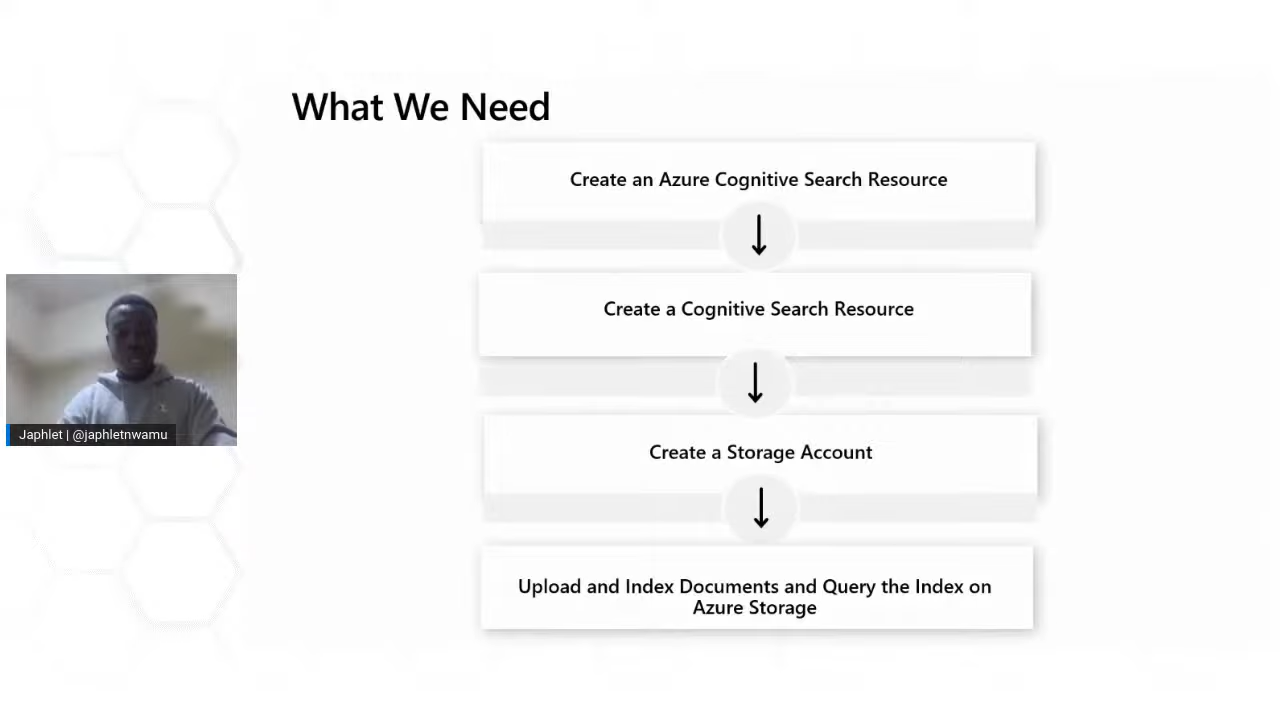 What We Need
Create an Azure Cognitive Search Resource
Create a Cognitive Search Resource
Create a Storage Account
Upload and Index Documents and Query the Index on
Azure Storage
Japhlet | @japhletnwamu